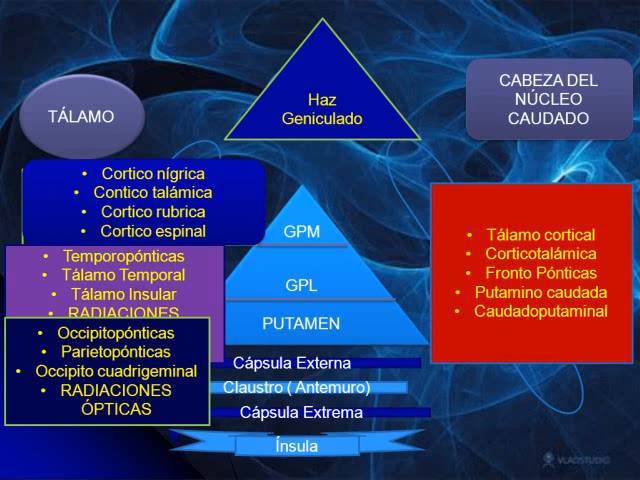 Haz
Geniculado
TÁLAMO
CABEZA DEL
NÚCLEO
CAUDADO
• Cortico nígrica
• Contico talámica
• Cortico rubrica
• Cortico espinal
• Temporopónticas
• Tálamo Temporal
• Tálamo Insular
• RADIACIONES
• Occipitopónticas
• Parietopónticas
• Occipito cuadrigeminal
• RADIACIONES
ÓPTICAS
GPM
GPL
PUTAMEN
Cápsula Externa
Claustro ( Antemuro)
Cápsula Extrema
Ínsula
• Tálamo cortical
• Corticotalámica
• Fronto Pónticas
• Putamino caudada
• Caudadoputaminal
VLADSTUDIO